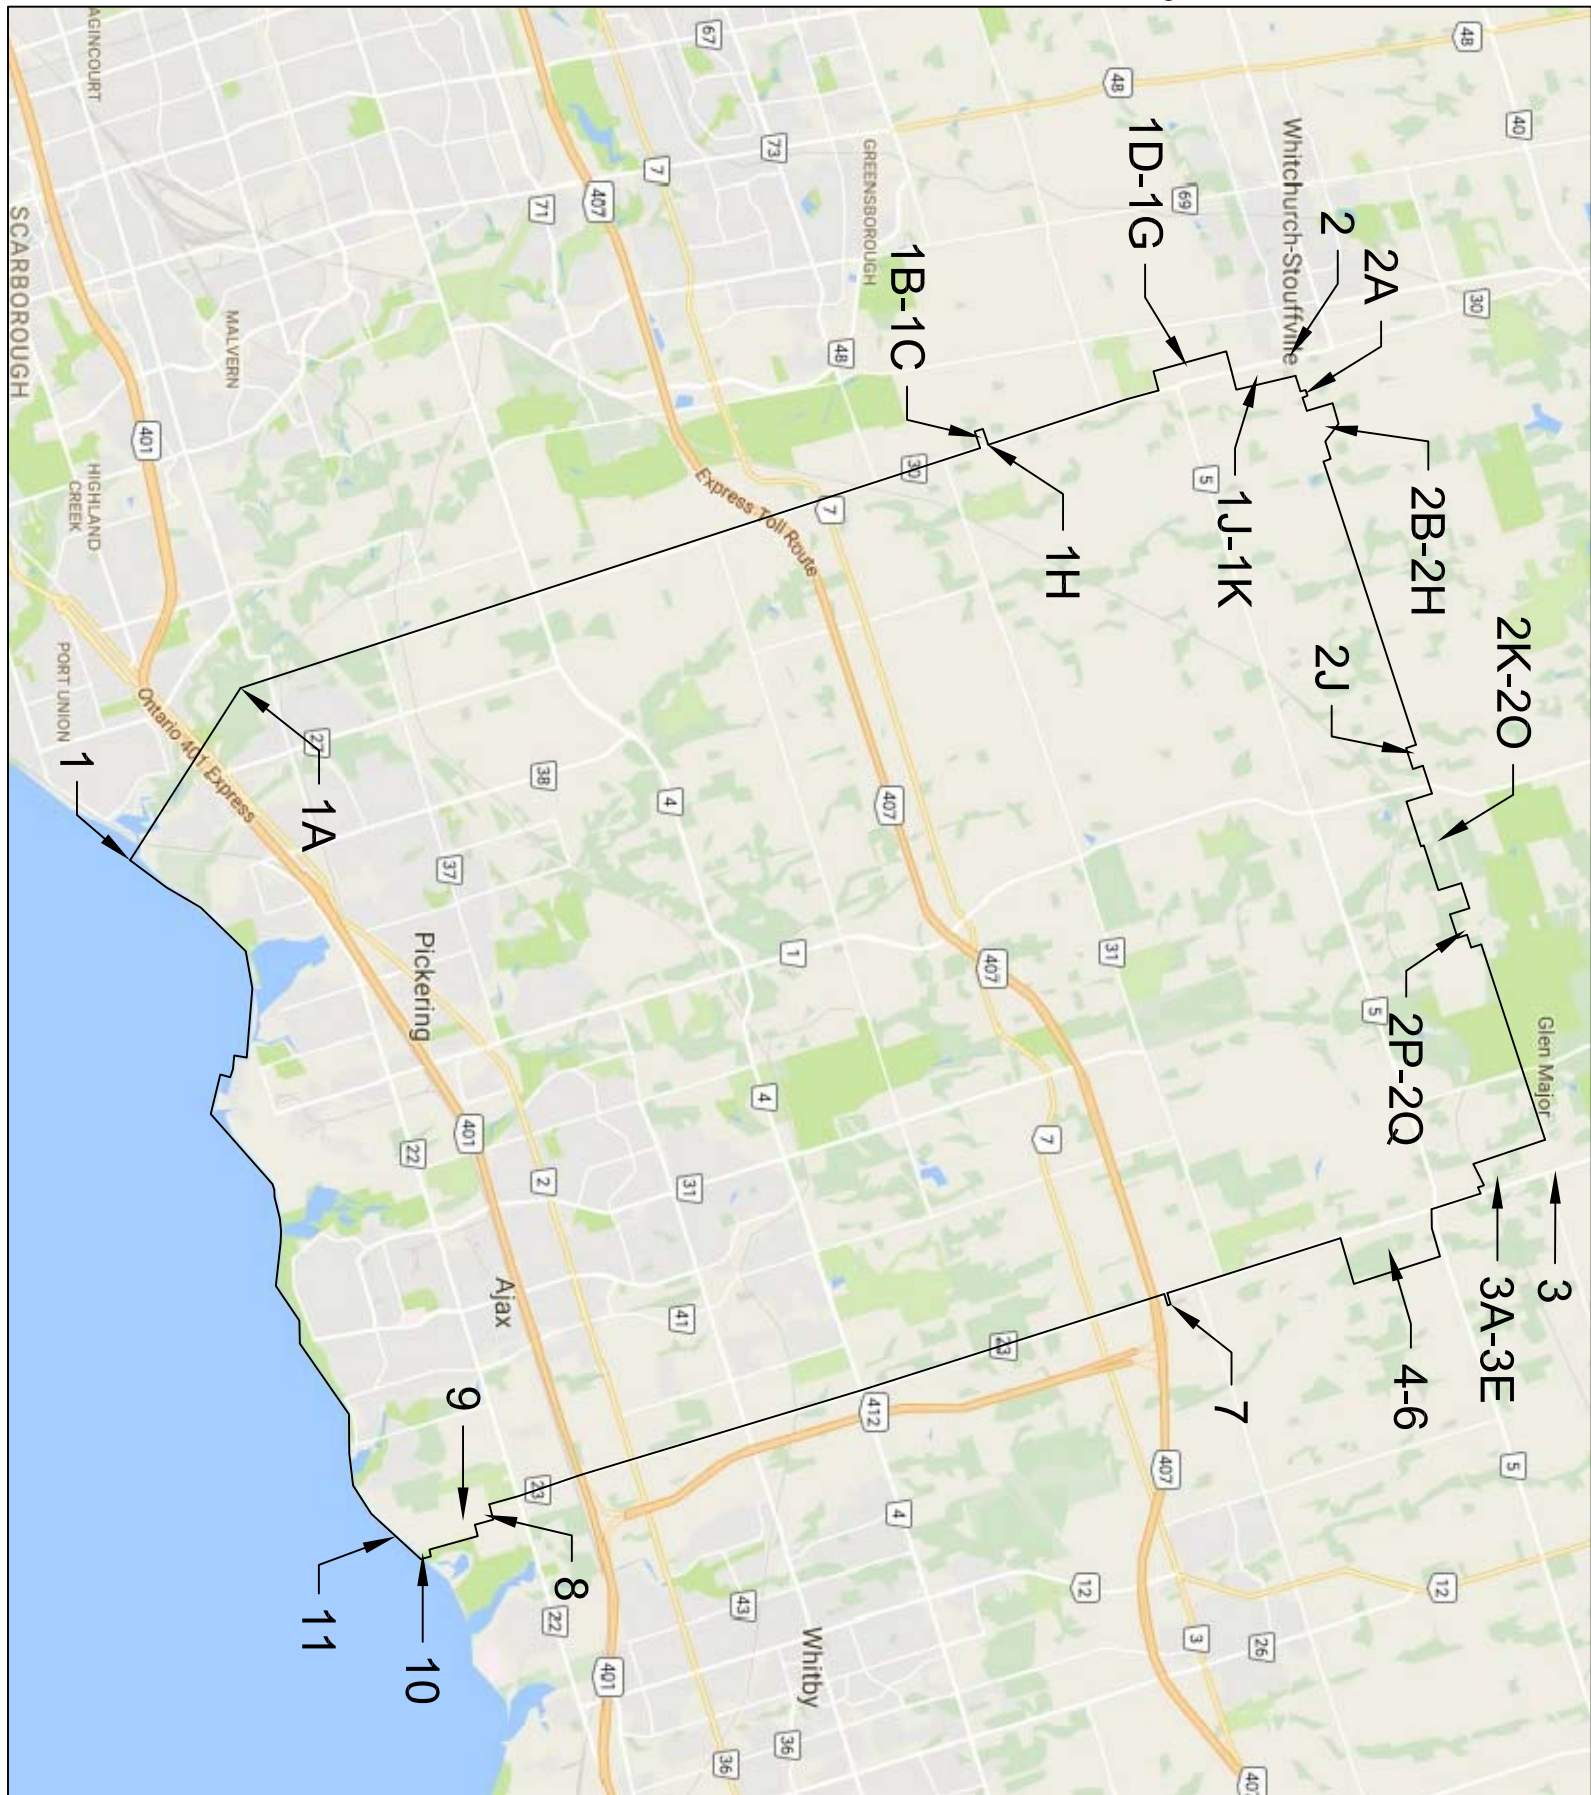 3
Glen Major
40
2K-2O
5
3A-3E
30
48
12
2B-2H
4-6
2P-2Q
2A
5
2
2J
Whitchurch-Stouffville
26
407
1J-1K
7
5
3
69
407
1D-1G
48
31
12
1H
7
23
407
30
1B-1C
4
407
412
GREENSBOROUGH
48
7
Whitby
1
36
73
4
Express Toll Route
43
36
67
31
41
4
7
407
401
8
22
71
38
2
23
Ajax
401
9
37
Pickering
10
22
1A
27
11
MALVERN
Ontario 401 Express
401
HIGHLAND
CREEK
AGINCOURT
1
PORT UNION
SCARBOROUGH